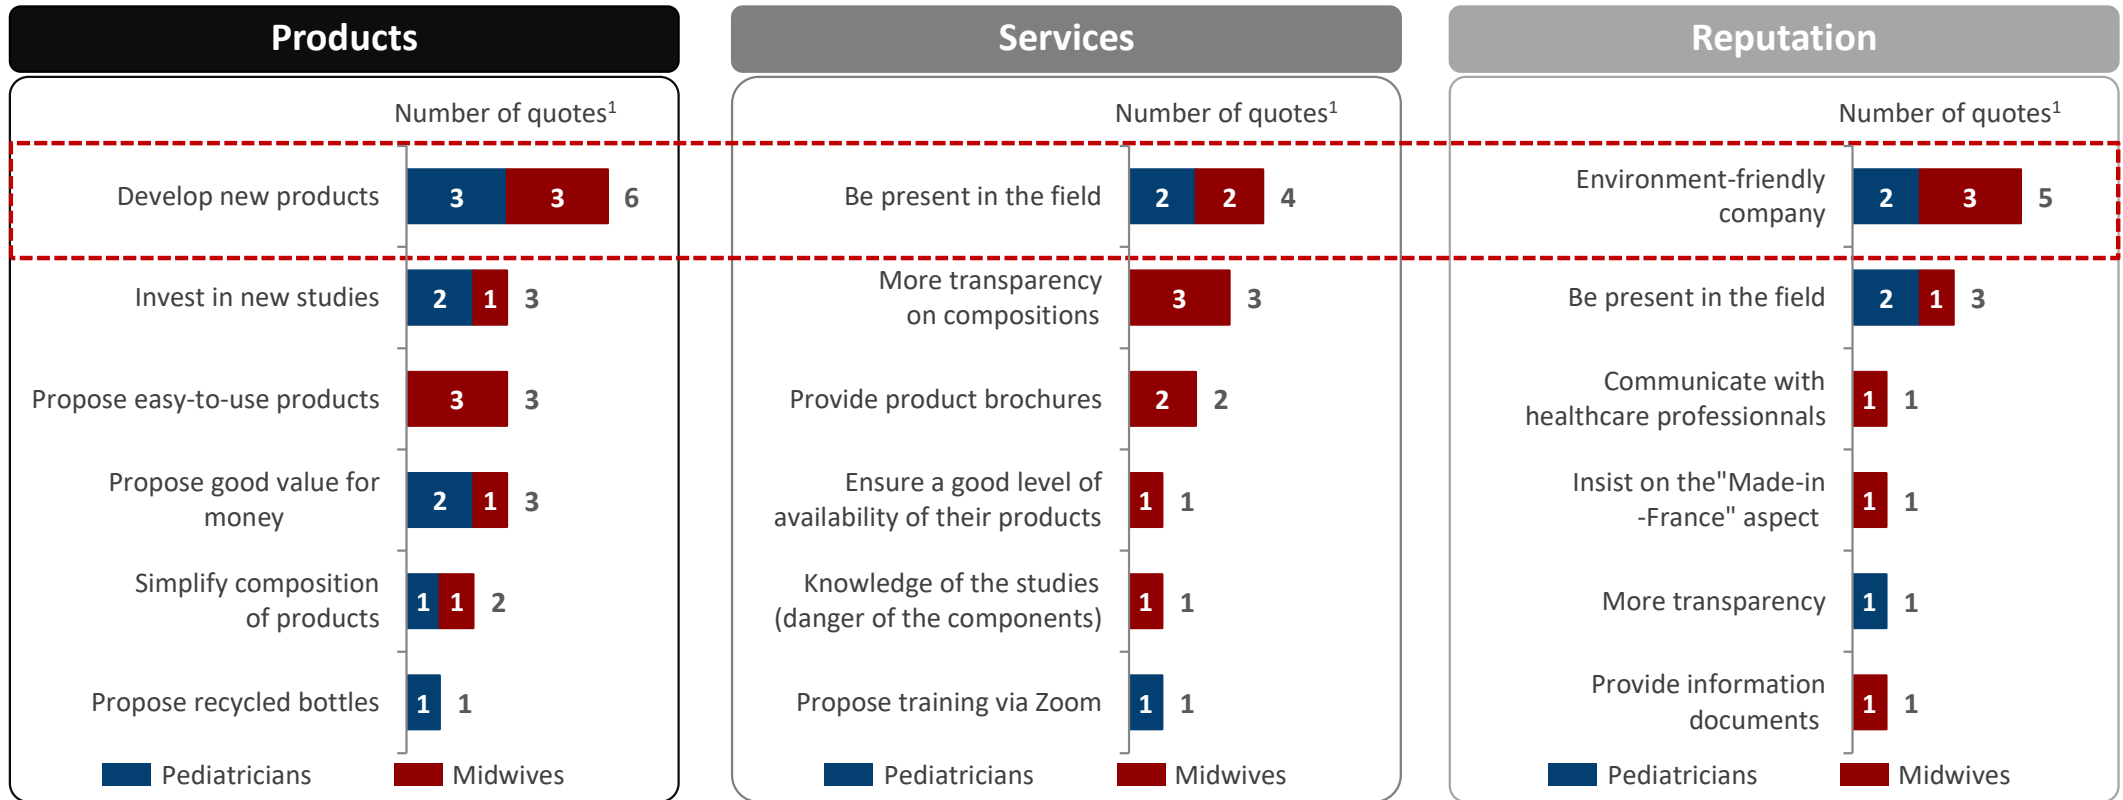 Products
Number of quotes1
Develop new products
3 3 6
Invest in new studies
2 1 3
Propose easy-to-use products
3 3
Propose good value for
money
2 1 3
Simplify composition
of products
1 1 2
Propose recycled bottles
1 1
Pediatricians
Midwives
Services
Number of quotes1
Be present in the field
2 2 4
More transparency
on compositions
3 3
Provide product brochures
2 2
Ensure a good level of
availability of their products
1 1
Knowledge of the studies
(danger of the components)
1 1
Propose training via Zoom
1 1
Pediatricians
Midwives
Reputation
Number of quotes1
Environment-friendly
company
2 3 5
Be present in the field
2 1 3
Communicate with
healthcare professionnals
1 1
Insist on the"Made-in
-France" aspect
1 1
More transparency
1 1
Provide information
documents
1 1
Pediatricians
Midwives